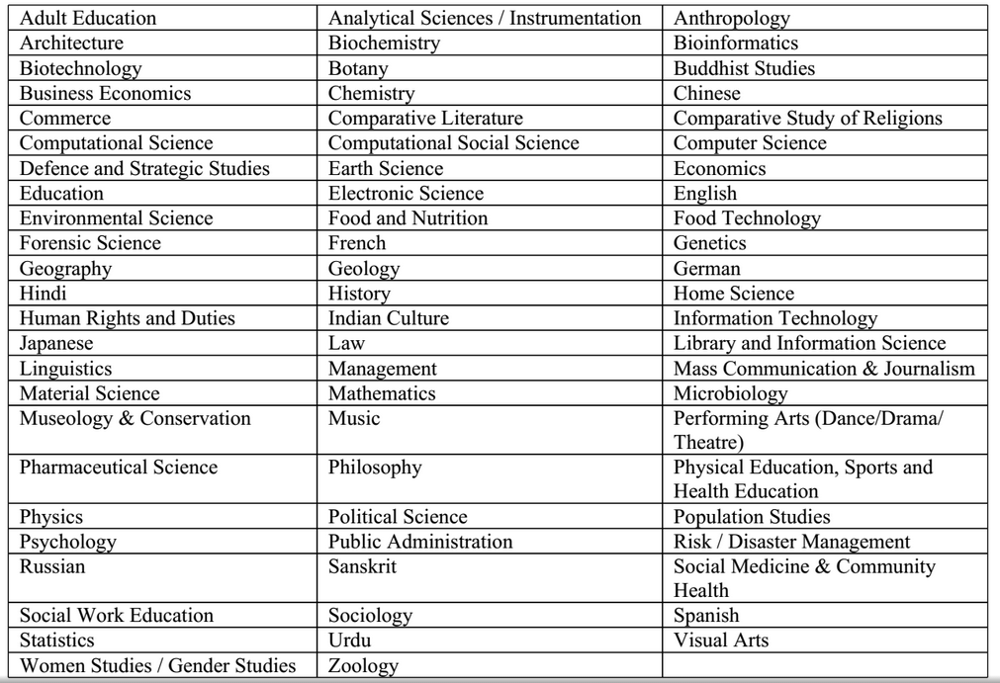 Adult Education
Analytical Sciences / Instrumentation
Anthropology
Architecture
Biochemistry
Bioinformatics
Biotechnology
Botany
Buddhist Studies
Business Economics
Chemistry
Chinese
Commerce
Comparative Literature
Comparative Study of Religions
Computational Science
Computational Social Science
Computer Science
Defence and Strategic Studies
Earth Science
Economics
Education
Electronic Science
English
Environmental Science
Food and Nutrition
Food Technology
Forensic Science
French
Genetics
Geography
Geology
German
Hindi
History
Home Science
Human Rights and Duties
Indian Culture
Information Technology
Japanese
Law
Library and Information Science
Linguistics
Management
Mass Communication & Journalism
Material Science
Mathematics
Microbiology
Museology & Conservation
Music
Performing Arts (Dance/Drama/
Theatre)
Pharmaceutical Science
Philosophy
Physical Education, Sports and
Health Education
Physics
Political Science
Population Studies
Psychology
Public Administration
Risk / Disaster Management
Russian
Sanskrit
Social Medicine & Community
Health
Social Work Education
Sociology
Spanish
Statistics
Urdu
Visual Arts
Women Studies / Gender Studies
Zoology